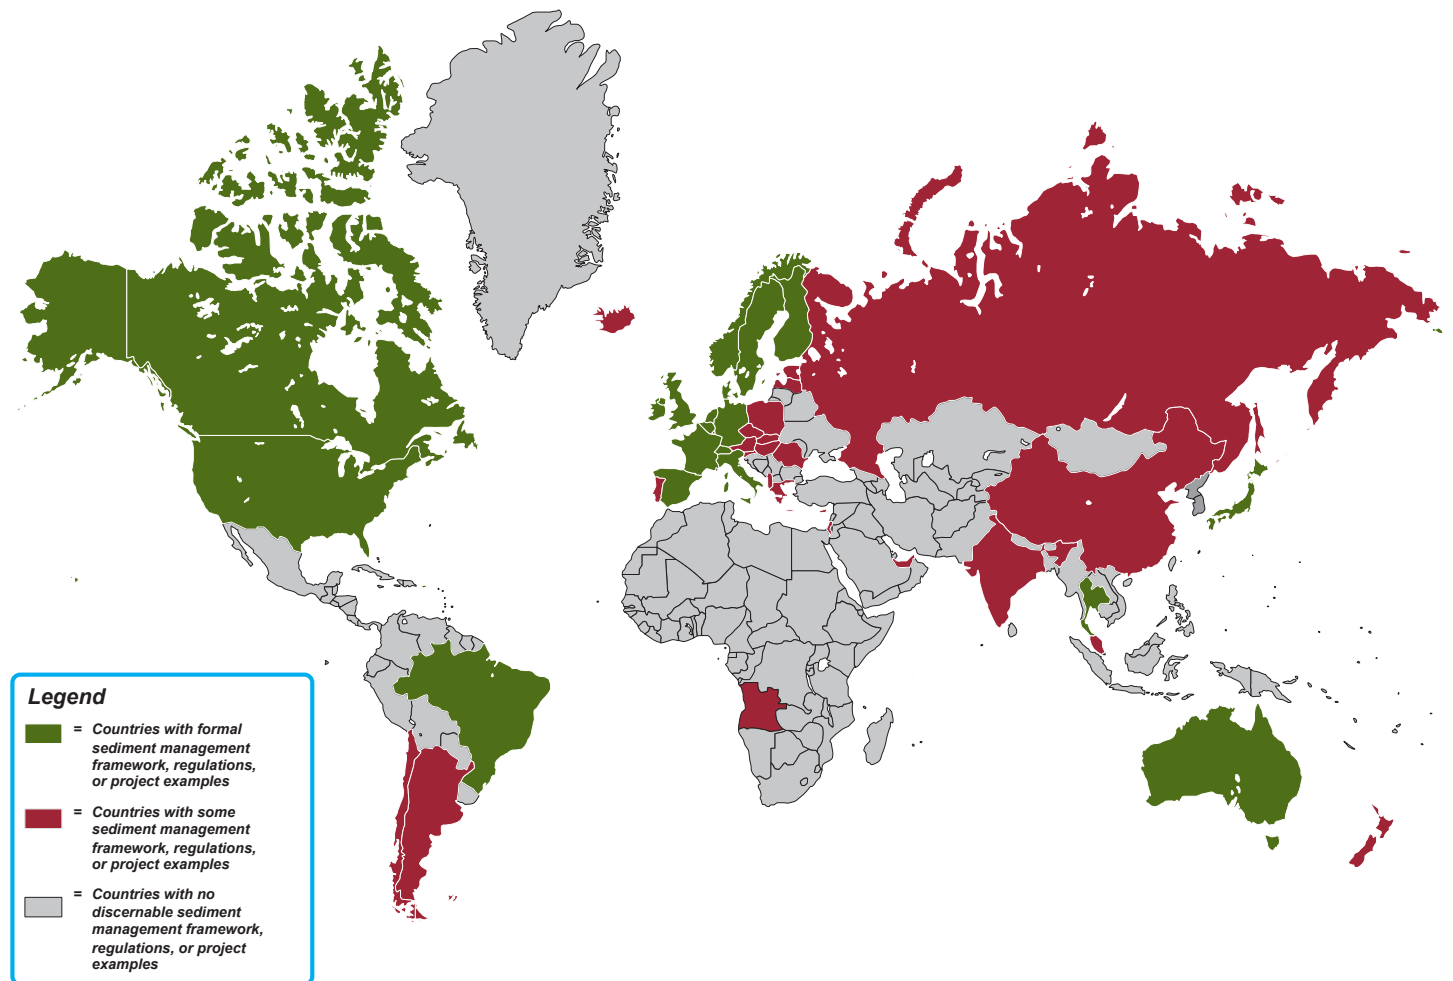 Legend
= Countries with formal
sediment management
framework, regulations,
or project examples
= Countries with some
sediment management
framework, regulations,
or project examples
= Countries with no
discernable sediment
management framework,
regulations, or project
examples